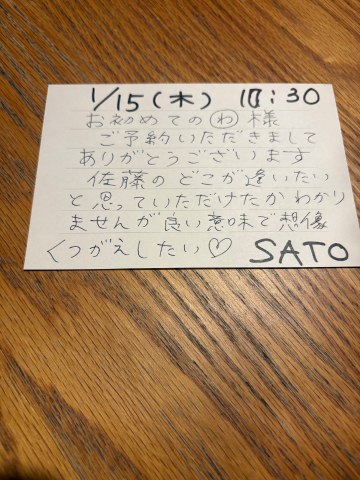 1/15(木) 18:30
お初めての わ 様
ご予約いただきまして
ありがとうございます
佐藤の どこが逢いたい
と思っていただけたか わかり
ませんが 良い意味で 想像
くつがえしたい♡ SATO